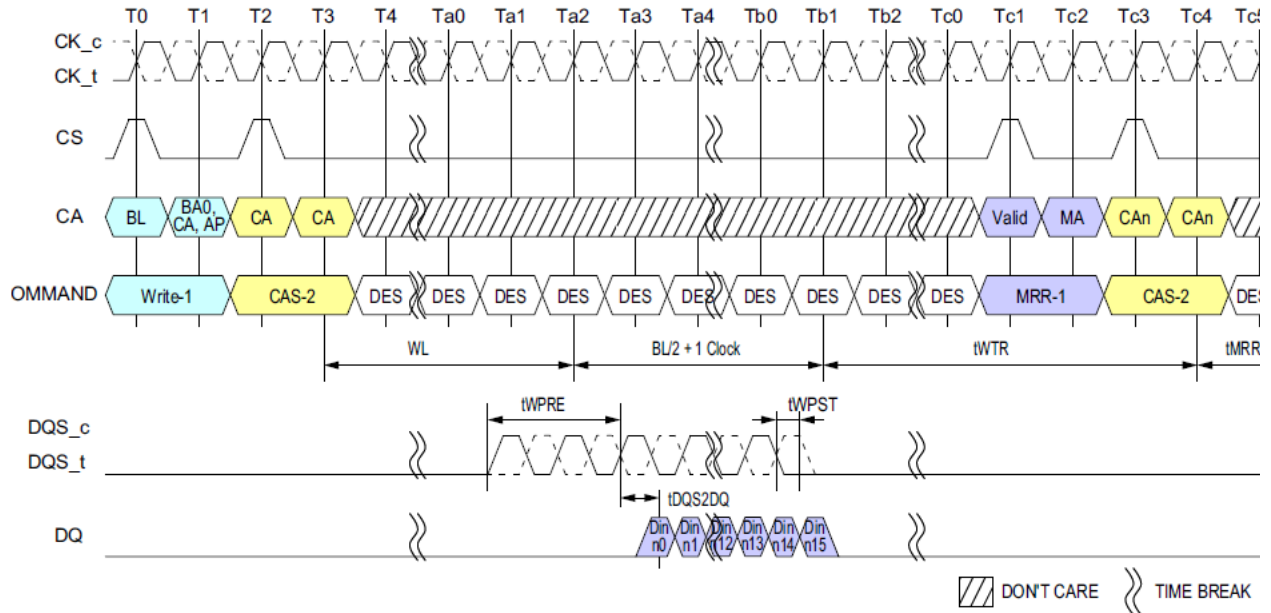 T0 T1 T2 T3 T4 Ta0 Ta1 Ta2 Ta3 Ta4 Tb0 Tb1 Tb2 Tc0 Tc1 Tc2 Tc3 Tc4 Tc5
CK_c
CK_t
CS
CA BL BA0, CA, AP CA CA Valid MA CAn CAn
OMMAND Write-1 CAS-2 DES DES DES DES DES DES DES DES DES DES MRR-1 CAS-2 DES
WL BL/2 + 1 Clock tWTR tMRR
tWPRE tWPST
DQS_c
DQS_t
tDQS2DQ
DQ Din n0 Din n1 Din n12 Din n13 Din n14 Din n15
DON'T CARE TIME BREAK